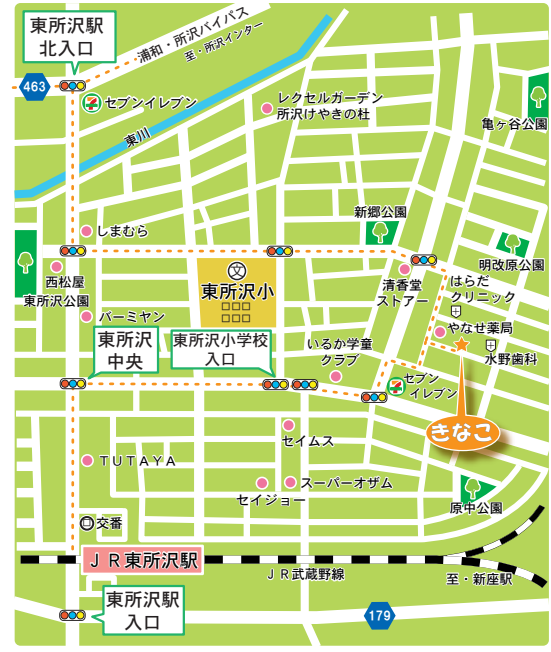 東所沢駅
北入口
浦和・所沢バイパス
至・所沢インター
463
セブンイレブン
レクセルガーデン
所沢けやきの杜
亀ヶ谷公園
東川
しまむら
新郷公園
文
東所沢小
西松屋
東所沢公園
清香堂
ストアー
はらだ
クリニック
明改原公園
バーミヤン
やなせ薬局
東所沢
中央
東所沢小学校
入口
いるか学童
クラブ
水野歯科
セブン
イレブン
きなこ
セイムス
TUTAYA
セイジョー
スーパーオザム
原中公園
交番
JR東所沢駅
JR武蔵野線
至・新座駅
東所沢駅
入口
179